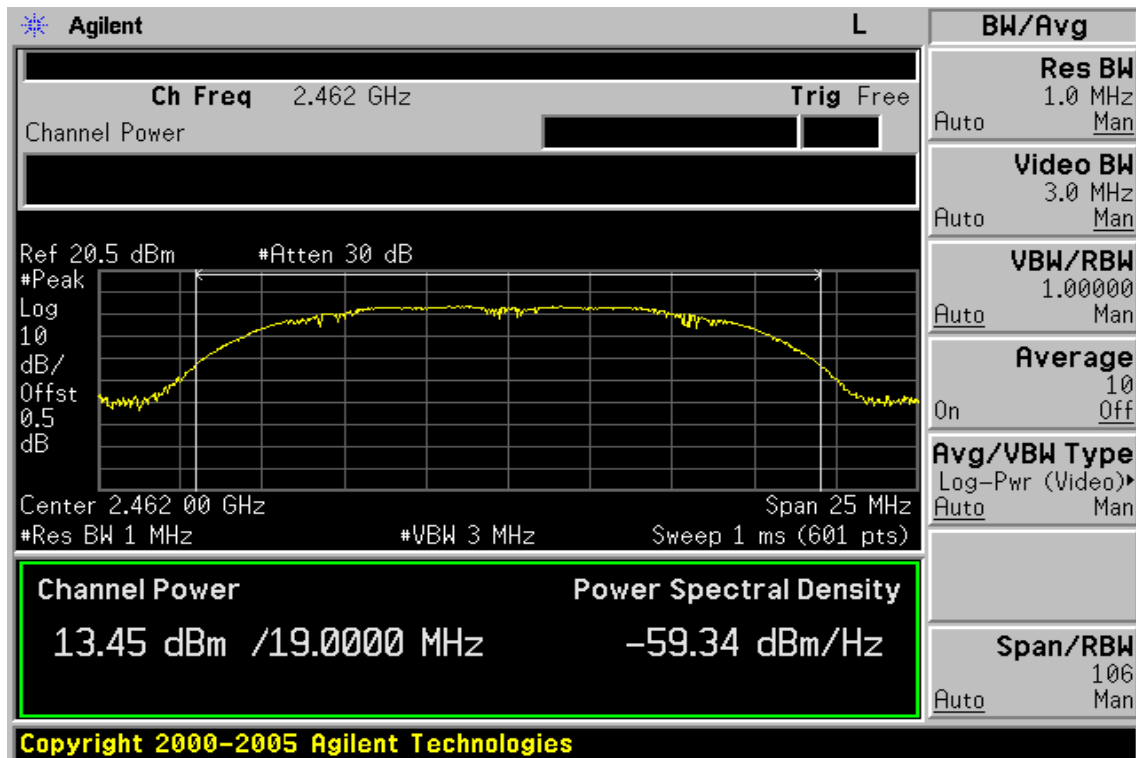 Agilent L
Ch Freq 2.462 GHz Trig Free
Channel Power
Ref 20.5 dBm #Atten 30 dB
#Peak
Log
10
dB/
Offst
0.5
dB
Center 2.462 00 GHz Span 25 MHz
#Res BW 1 MHz #VBW 3 MHz Sweep 1 ms (601 pts)
Channel Power Power Spectral Density
13.45 dBm /19.0000 MHz -59.34 dBm/Hz
Copyright 2000-2005 Agilent Technologies
BW/Avg
Res BW
1.0 MHz
Auto Man
Video BW
3.0 MHz
Auto Man
VBW/RBW
1.00000
Auto Man
Average
10
On Off
Avg/VBW Type
Log-Pwr (Video)▸
Auto Man
Span/RBW
106
Auto Man